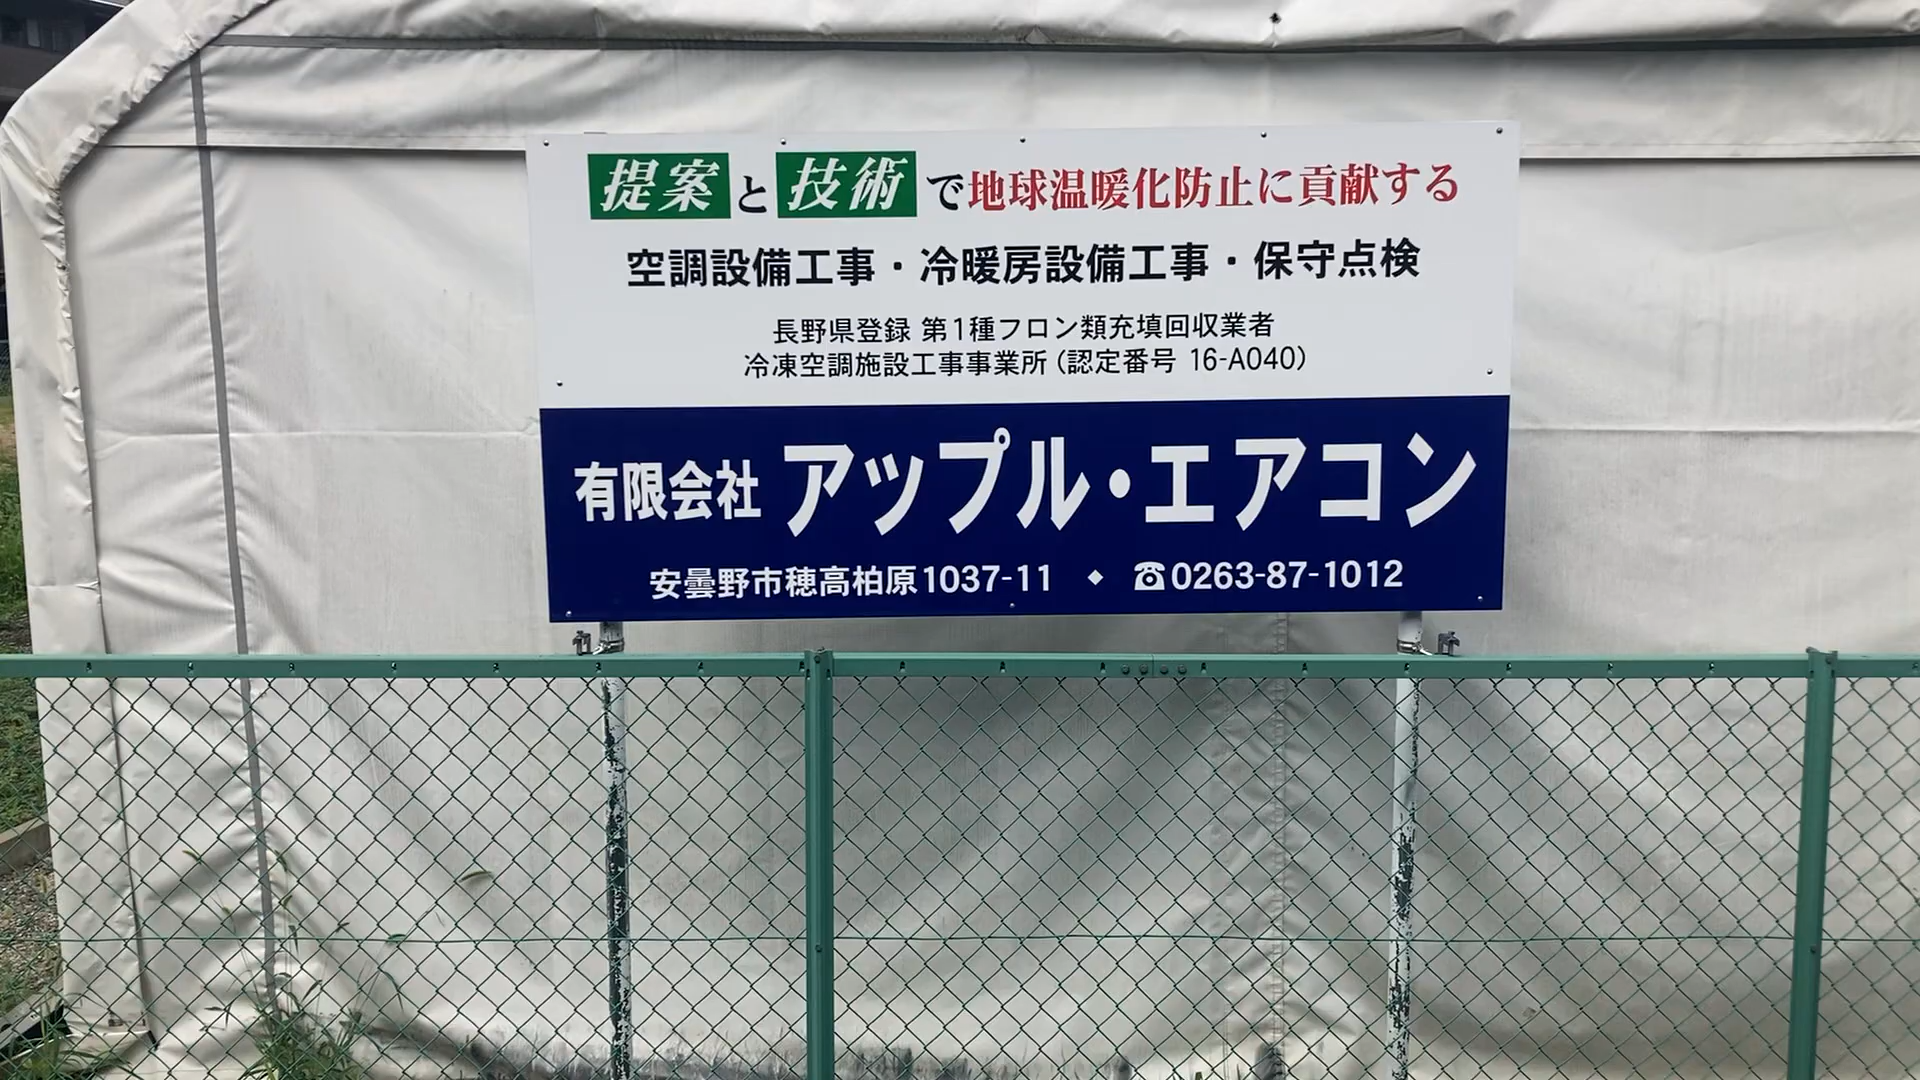 提案と技術で地球温暖化防止に貢献する
空調設備工事・冷暖房設備工事・保守点検
長野県登録 第1種フロン類充填回収業者
冷凍空調施設工事事業所(認定番号 16-A040)
有限会社 アップル・エアコン
安曇野市穂高柏原1037-11 ◆ ☎0263-87-1012